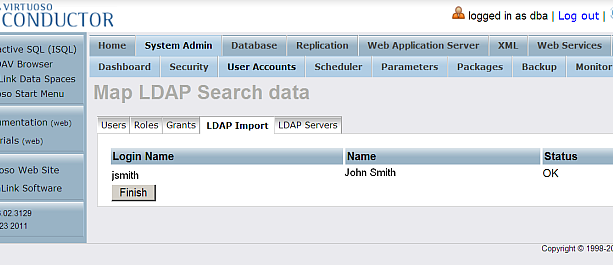 VIRTUOSO
CONDUCTOR
logged in as dba | Log out |
active SQL (ISQL)
DAV Browser
Link Data Spaces
oso Start Menu
umentation (web)
rials (web)
oso Web Site
nLink Software
.02.3129
23 2011
Home System Admin Database Replication Web Application Server XML Web Services
Dashboard Security User Accounts Scheduler Parameters Packages Backup Monitor
Map LDAP Search data
Users Roles Grants LDAP Import LDAP Servers
Login Name Name Status
jsmith John Smith OK
Finish
Copyright © 1998-20